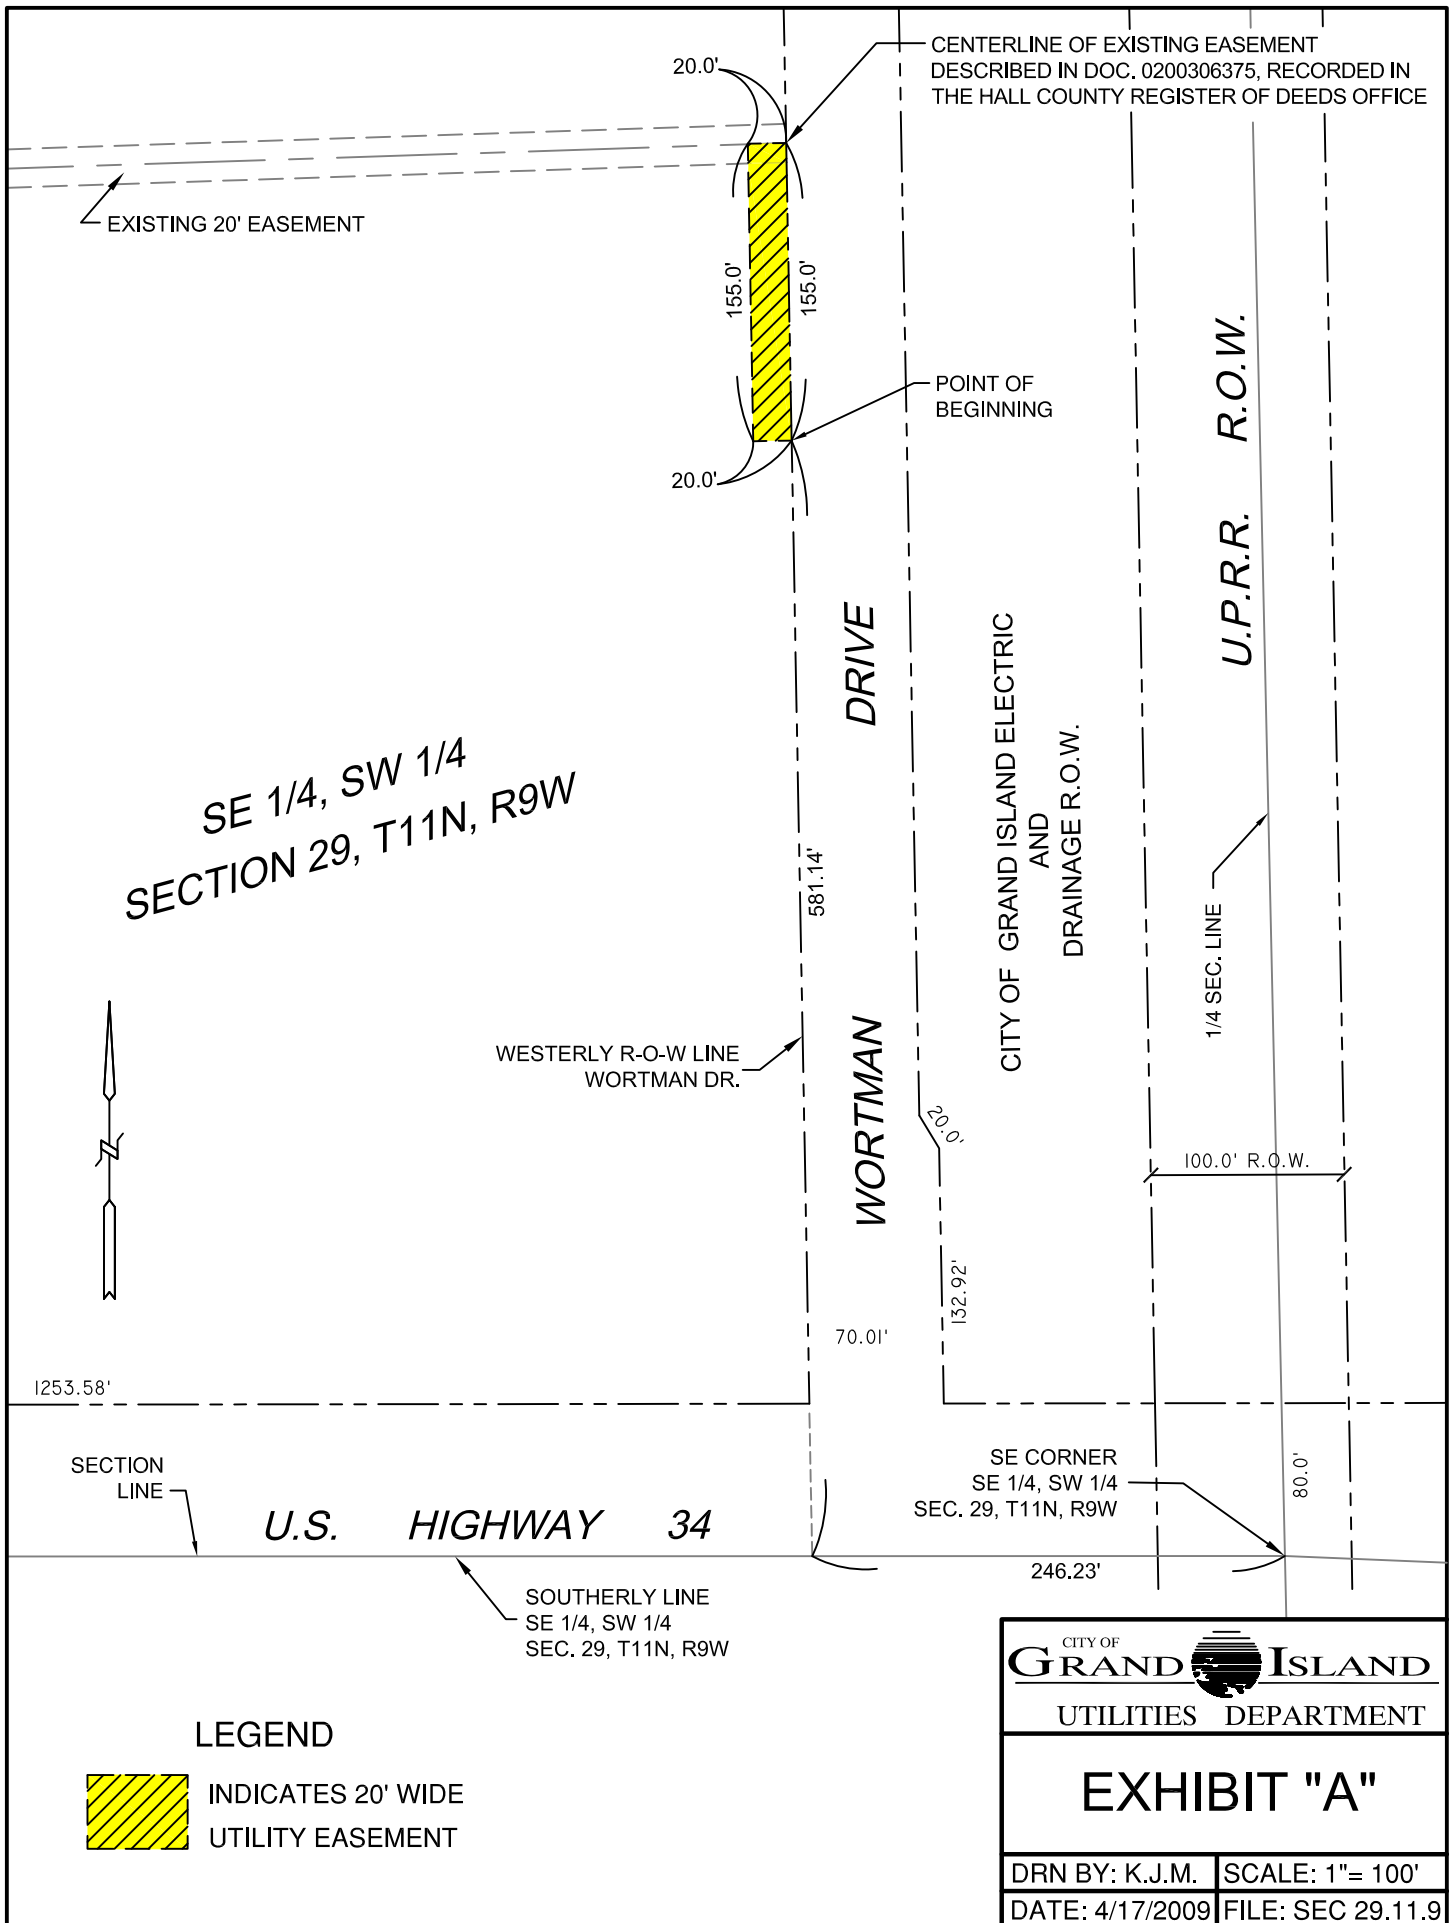 CENTERLINE OF EXISTING EASEMENT
DESCRIBED IN DOC. 0200306375, RECORDED IN
THE HALL COUNTY REGISTER OF DEEDS OFFICE
20.0'
EXISTING 20' EASEMENT
155.0'
155.0'
POINT OF
BEGINNING
20.0'
U.P.R.R. R.O.W.
WORTMAN DRIVE
CITY OF GRAND ISLAND ELECTRIC
AND
DRAINAGE R.O.W.
SE 1/4, SW 1/4
SECTION 29, T11N, R9W
581.14'
1/4 SEC. LINE
WESTERLY R-O-W LINE
WORTMAN DR.
20.0'
100.0' R.O.W.
132.92'
70.01'
1253.58'
SECTION
LINE
U.S. HIGHWAY 34
SE CORNER
SE 1/4, SW 1/4
SEC. 29, T11N, R9W
80.0'
246.23'
SOUTHERLY LINE
SE 1/4, SW 1/4
SEC. 29, T11N, R9W
CITY OF
GRAND ISLAND
UTILITIES DEPARTMENT
LEGEND
INDICATES 20' WIDE
UTILITY EASEMENT
EXHIBIT "A"
DRN BY: K.J.M. SCALE: 1"= 100'
DATE: 4/17/2009 FILE: SEC 29.11.9